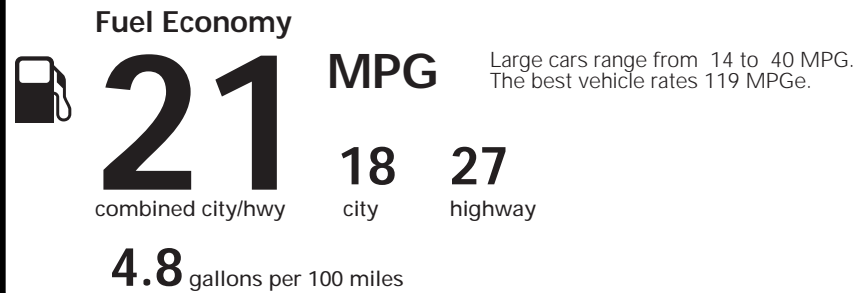 Fuel Economy
21 MPG
Large cars range from 14 to 40 MPG.
The best vehicle rates 119 MPGe.
18 27
combined city/hwy city highway
4.8 gallons per 100 miles